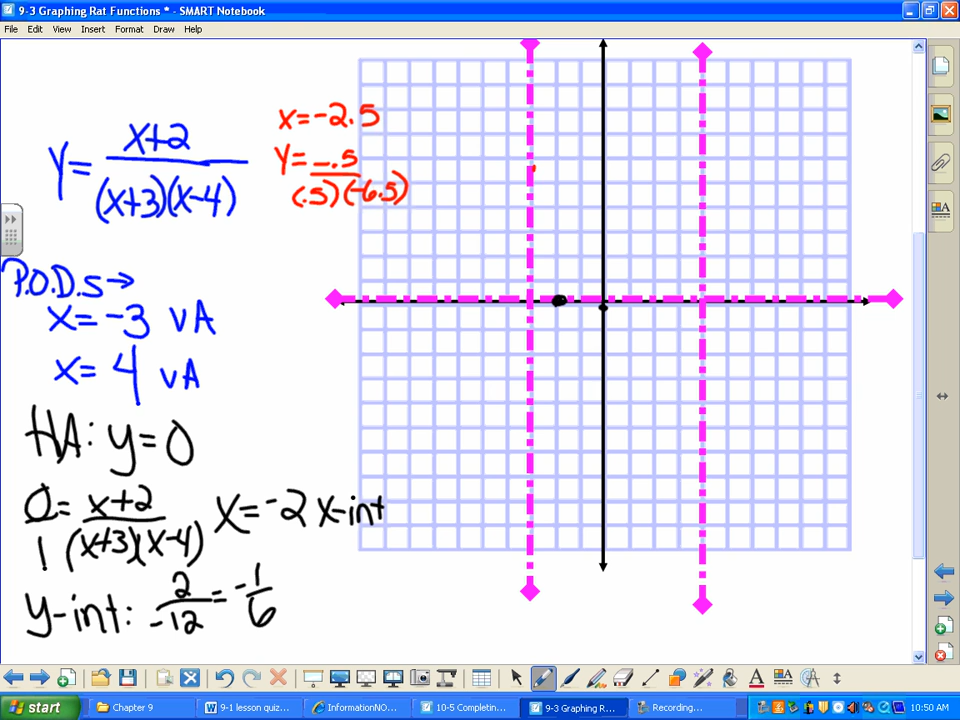 9-3 Graphing Rat Functions * - SMART Notebook
File Edit View Insert Format Draw Help
Y= x+2
(x+3)(x-4)
x=-2.5
Y= -.5
(.5)(-6.5)
P.O.D.s→
x= -3 VA
x= 4 VA
HA: y=0
0 = x+2
1 (x+3)(x-4)
x=-2 x-int
y-int: 2/-12 = -1/6
start
Chapter 9
9-1 lesson quiz...
InformationNO...
10-5 Completin...
9-3 Graphing R...
Recording...
10:50 AM